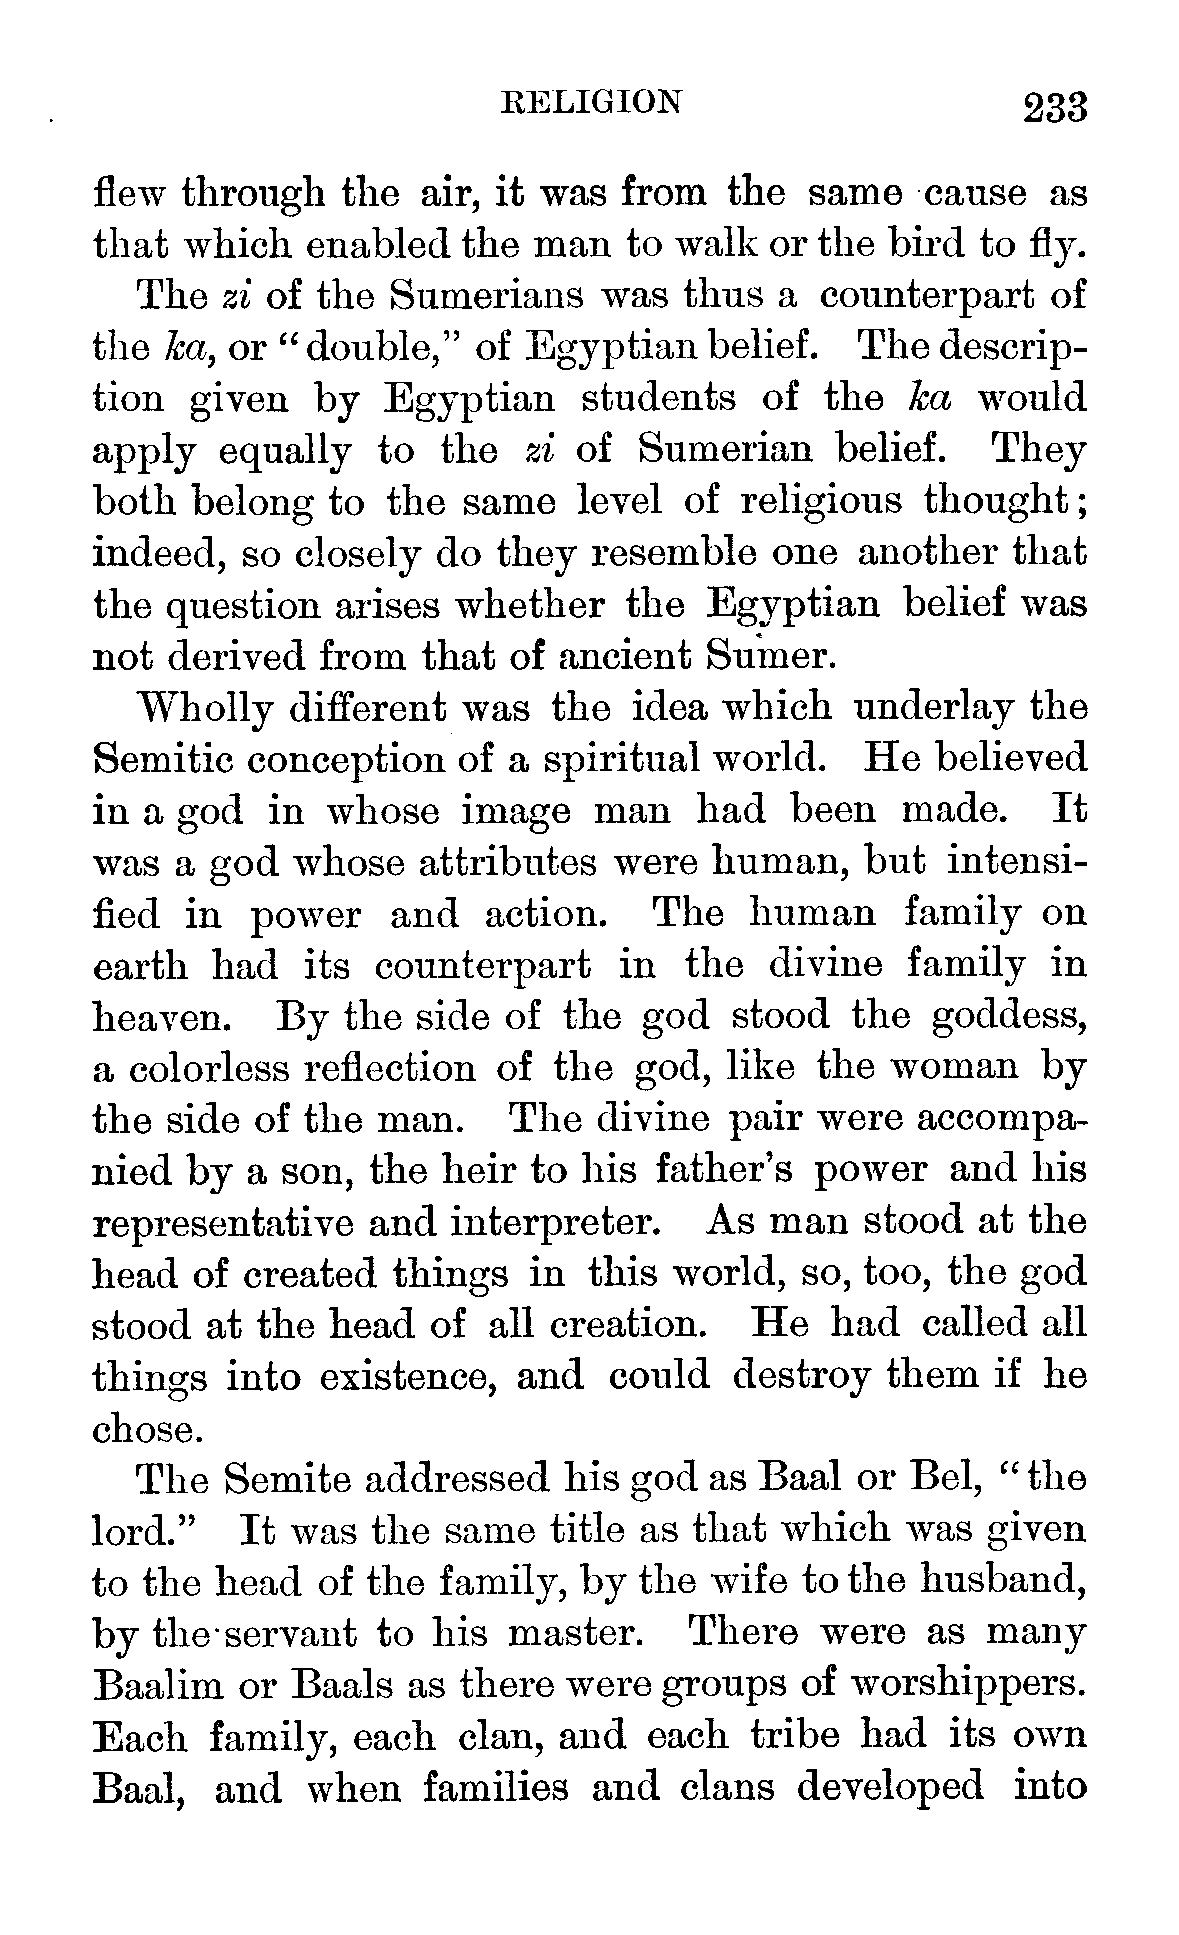 RELIGION 233
flew through the air, it was from the same cause as
that which enabled the man to walk or the bird to fly.
The zi of the Sumerians was thus a counterpart of
the ka, or “double,” of Egyptian belief. The descrip-
tion given by Egyptian students of the ka would
apply equally to the zi of Sumerian belief. They
both belong to the same level of religious thought;
indeed, so closely do they resemble one another that
the question arises whether the Egyptian belief was
not derived from that of ancient Sumer.
Wholly different was the idea which underlay the
Semitic conception of a spiritual world. He believed
in a god in whose image man had been made. It
was a god whose attributes were human, but intensi-
fied in power and action. The human family on
earth had its counterpart in the divine family in
heaven. By the side of the god stood the goddess,
a colorless reflection of the god, like the woman by
the side of the man. The divine pair were accompa-
nied by a son, the heir to his father’s power and his
representative and interpreter. As man stood at the
head of created things in this world, so, too, the god
stood at the head of all creation. He had called all
things into existence, and could destroy them if he
chose.
The Semite addressed his god as Baal or Bel, “the
lord.” It was the same title as that which was given
to the head of the family, by the wife to the husband,
by the servant to his master. There were as many
Baalim or Baals as there were groups of worshippers.
Each family, each clan, and each tribe had its own
Baal, and when families and clans developed into